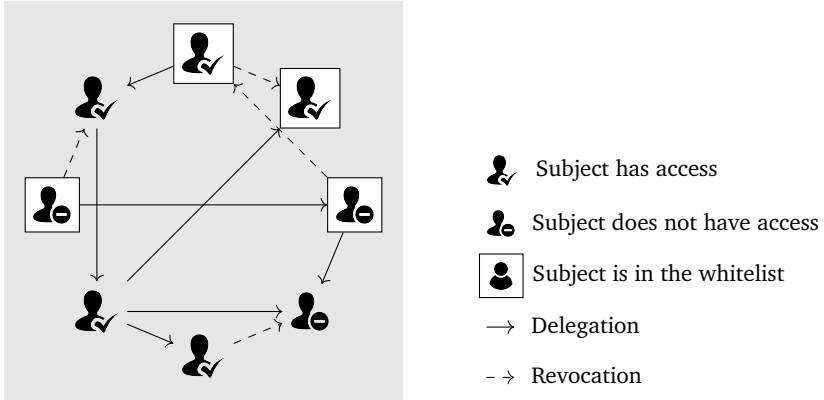 Subject has access
Subject does not have access
Subject is in the whitelist
Delegation
Revocation